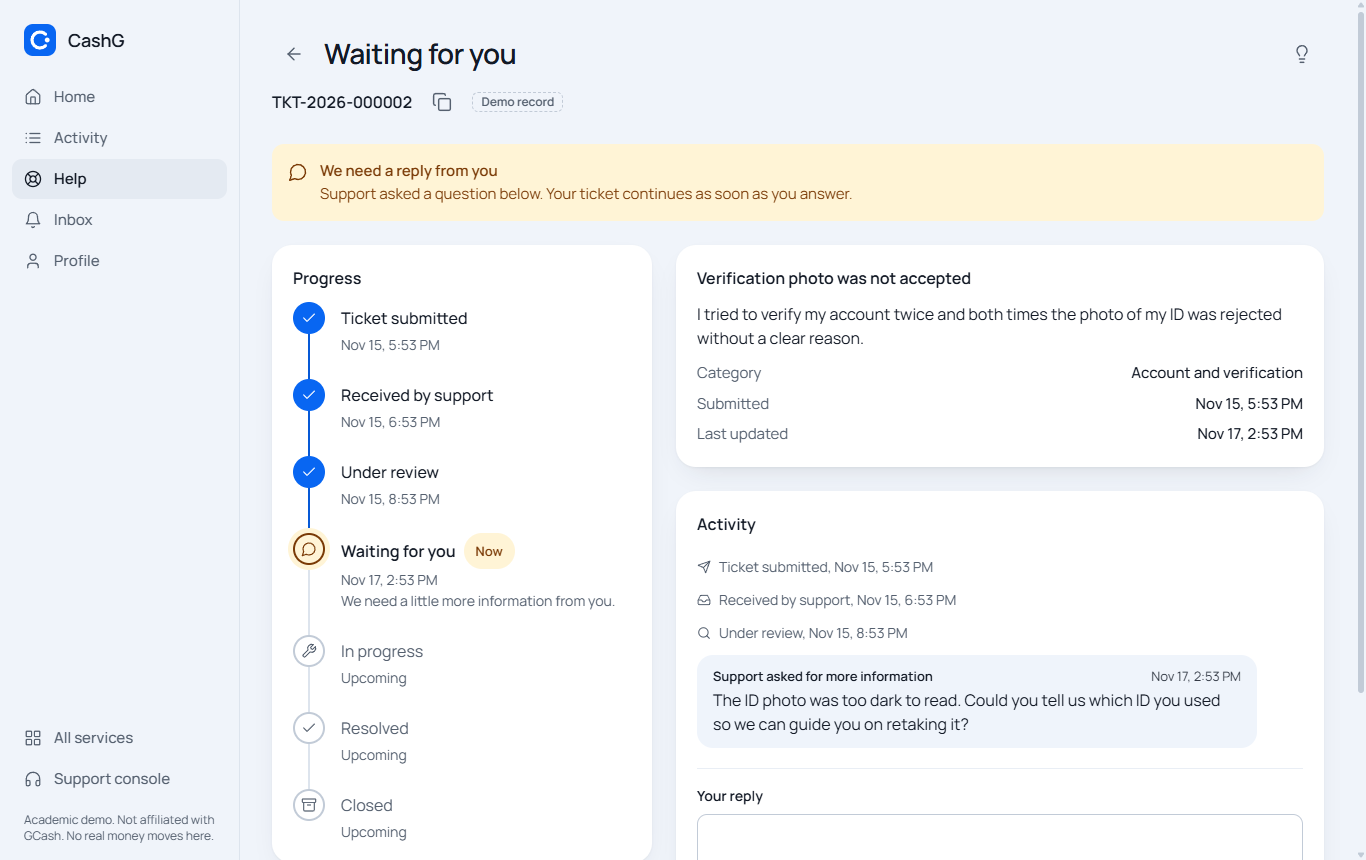 CashG
Home
Activity
Help
Inbox
Profile
All services
Support console
Academic demo. Not affiliated with
GCash. No real money moves here.
Waiting for you
TKT-2026-000002
Demo record
We need a reply from you
Support asked a question below. Your ticket continues as soon as you answer.
Progress
Ticket submitted
Nov 15, 5:53 PM
Received by support
Nov 15, 6:53 PM
Under review
Nov 15, 8:53 PM
Waiting for you Now
Nov 17, 2:53 PM
We need a little more information from you.
In progress
Upcoming
Resolved
Upcoming
Closed
Upcoming
Verification photo was not accepted
I tried to verify my account twice and both times the photo of my ID was rejected
without a clear reason.
Category Account and verification
Submitted Nov 15, 5:53 PM
Last updated Nov 17, 2:53 PM
Activity
Ticket submitted, Nov 15, 5:53 PM
Received by support, Nov 15, 6:53 PM
Under review, Nov 15, 8:53 PM
Support asked for more information Nov 17, 2:53 PM
The ID photo was too dark to read. Could you tell us which ID you used
so we can guide you on retaking it?
Your reply